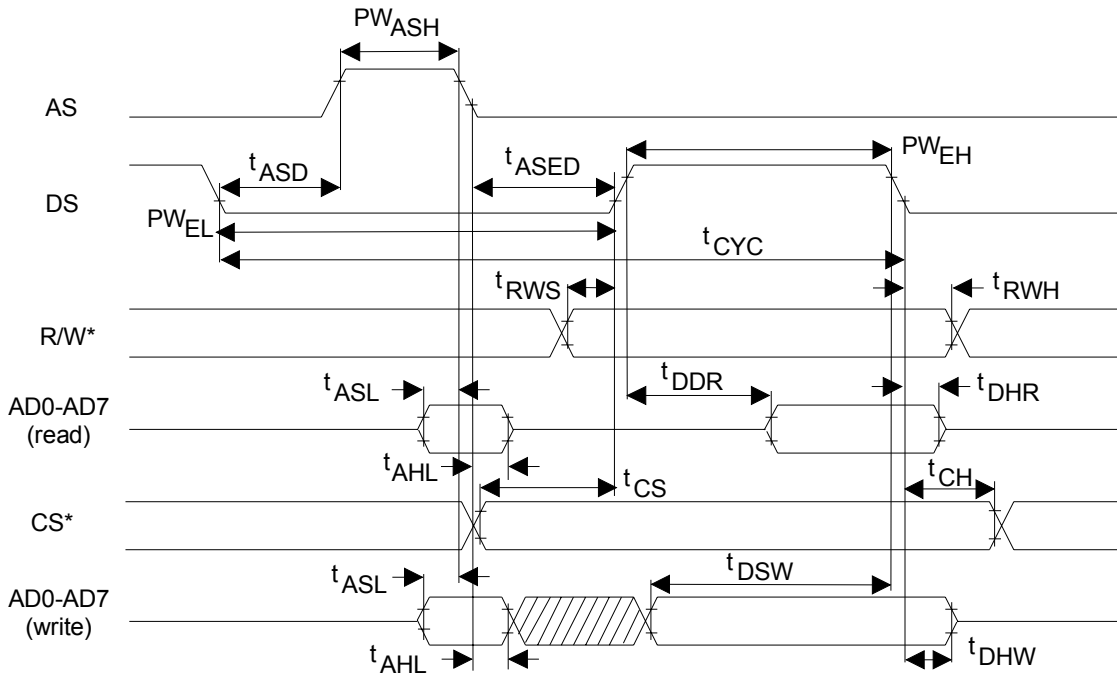 PWASH
AS
tASD
tASED
PWEH
DS
PWEL
tCYC
tRWS
tRWH
R/W*
tASL
tDDR
tDHR
AD0-AD7
(read)
tAHL
tCS
tCH
CS*
tASL
tDSW
AD0-AD7
(write)
tAHL
tDHW